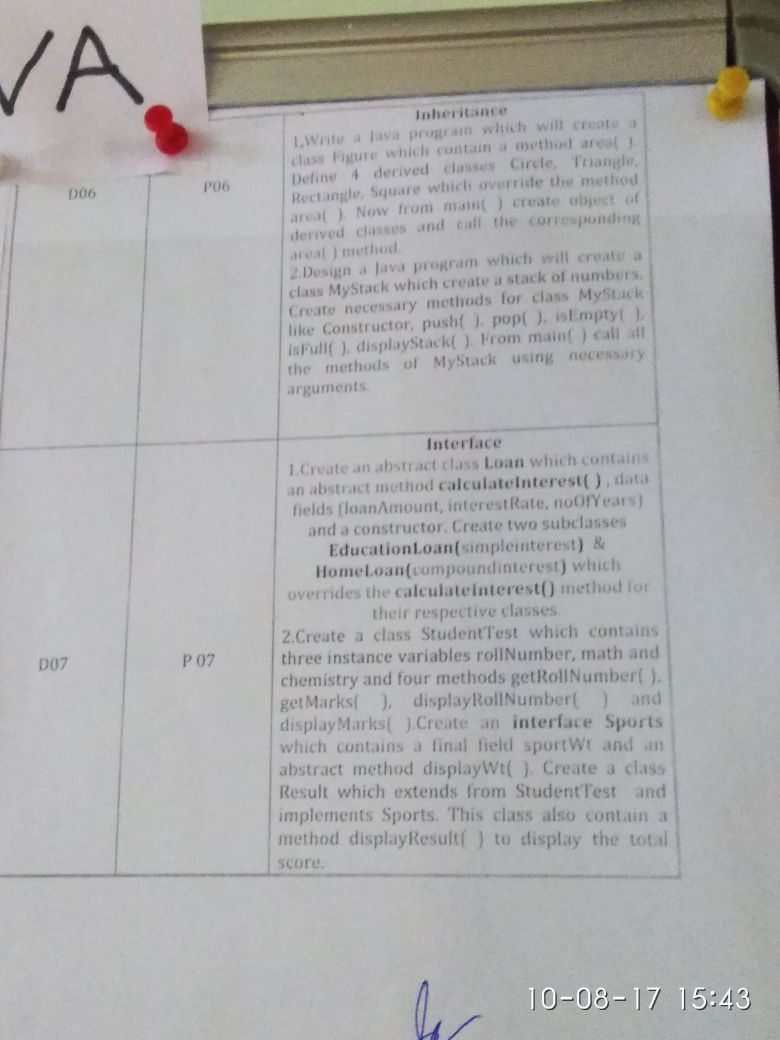 VA
D06
P06
Inheritance
1.Write a Java program which will create a
class Figure which contain a method area( ).
Define 4 derived classes Circle, Triangle,
Rectangle, Square which override the method
area( ). Now from main( ) create object of
derived classes and call the corresponding
area( ) method.
2.Design a Java program which will create a
class MyStack which create a stack of numbers.
Create necessary methods for class MyStack
like Constructor, push( ), pop( ), isEmpty( ),
isFull( ), displayStack( ). From main( ) call all
the methods of MyStack using necessary
arguments.
D07
P 07
Interface
1.Create an abstract class Loan which contains
an abstract method calculateInterest( ) , data
fields (loanAmount, interestRate, noOfYears)
and a constructor. Create two subclasses
EducationLoan(simpleinterest) &
HomeLoan(compoundinterest) which
overrides the calculateInterest() method for
their respective classes.
2.Create a class StudentTest which contains
three instance variables rollNumber, math and
chemistry and four methods getRollNumber( ),
getMarks( ), displayRollNumber( ) and
displayMarks( ).Create an interface Sports
which contains a final field sportWt and an
abstract method displayWt( ). Create a class
Result which extends from StudentTest and
implements Sports. This class also contain a
method displayResult( ) to display the total
score.
10-08-17 15:43